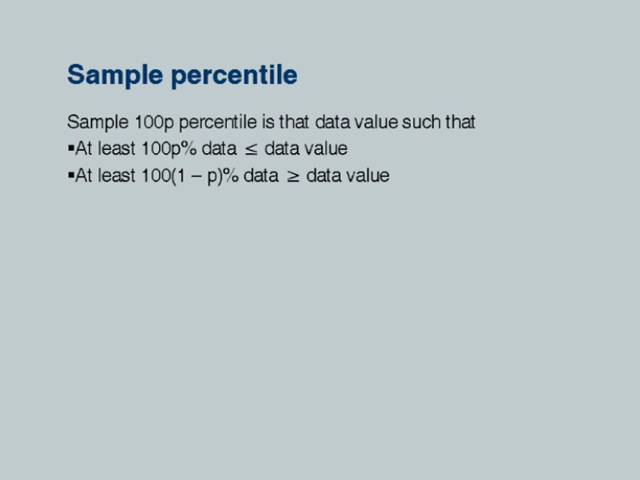 Sample percentile
Sample 100p percentile is that data value such that
▪At least 100p% data ≤ data value
▪At least 100(1 – p)% data ≥ data value